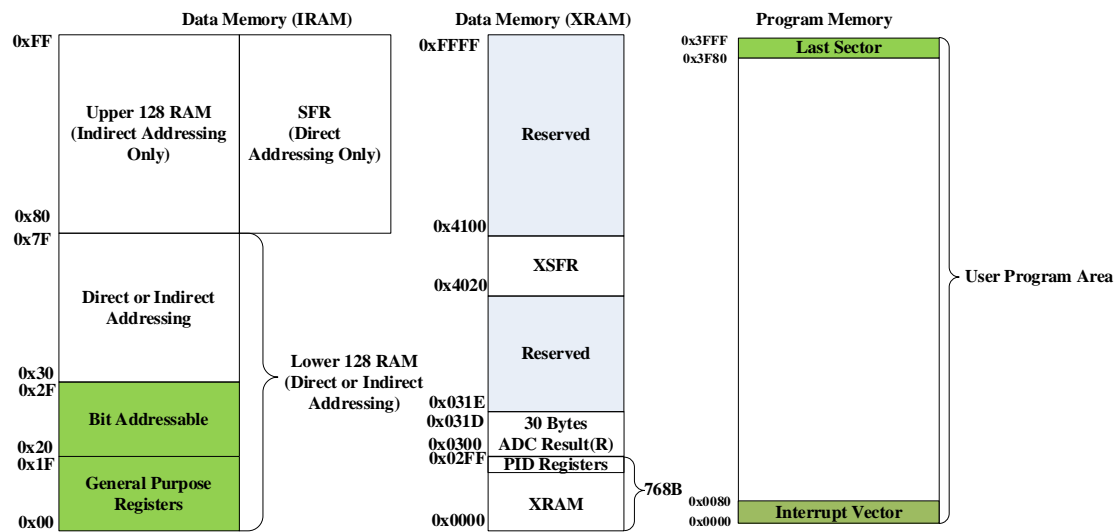 Data Memory (IRAM)
0xFF
Upper 128 RAM
(Indirect Addressing
Only)
SFR
(Direct
Addressing Only)
0x80
0x7F
Direct or Indirect
Addressing
0x30
0x2F
Bit Addressable
0x20
0x1F
General Purpose
Registers
0x00
Lower 128 RAM
(Direct or Indirect
Addressing)
Data Memory (XRAM)
0xFFFF
Reserved
0x4100
XSFR
0x4020
Reserved
0x031E
0x031D
30 Bytes
ADC Result(R)
0x0300
0x02FF
PID Registers
XRAM
0x0000
768B
Program Memory
0x3FFF
Last Sector
0x3F80
User Program Area
0x0080
Interrupt Vector
0x0000